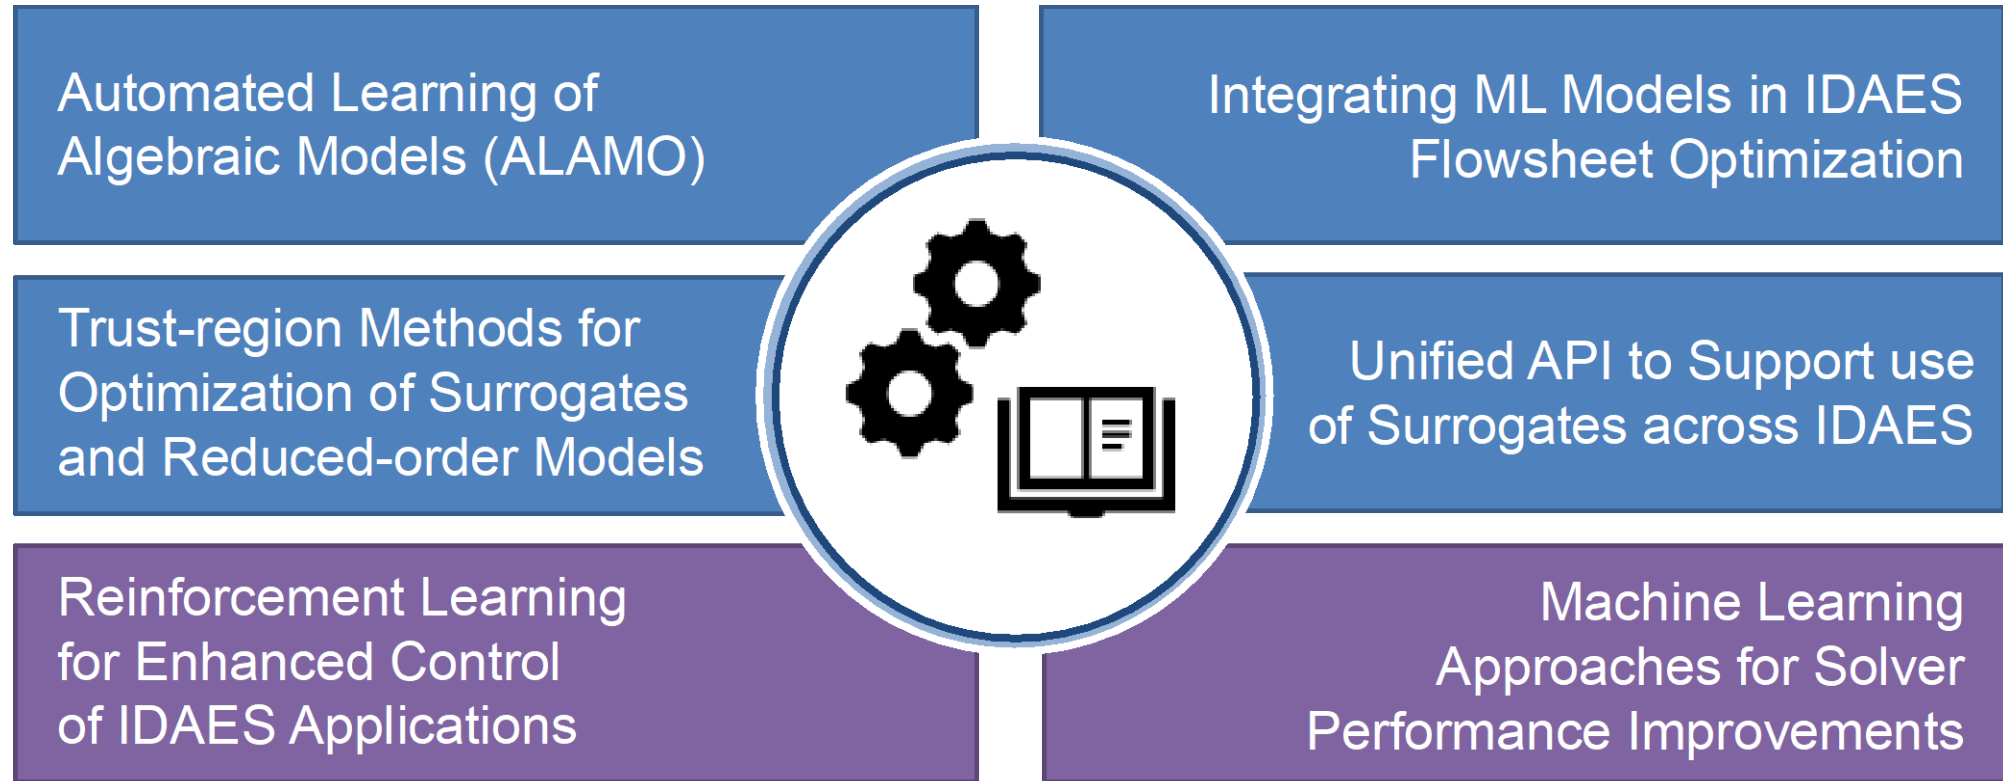 Automated Learning of
Algebraic Models (ALAMO)
Integrating ML Models in IDAES
Flowsheet Optimization
Trust-region Methods for
Optimization of Surrogates
and Reduced-order Models
Unified API to Support use
of Surrogates across IDAES
Reinforcement Learning
for Enhanced Control
of IDAES Applications
Machine Learning
Approaches for Solver
Performance Improvements